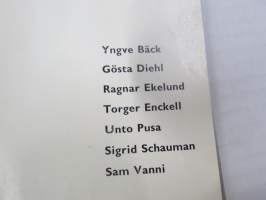 Yngve Bäck
Gösta Diehl
Ragnar Ekelund
Torger Enckell
Unto Pusa
Sigrid Schauman
Sam Vanni